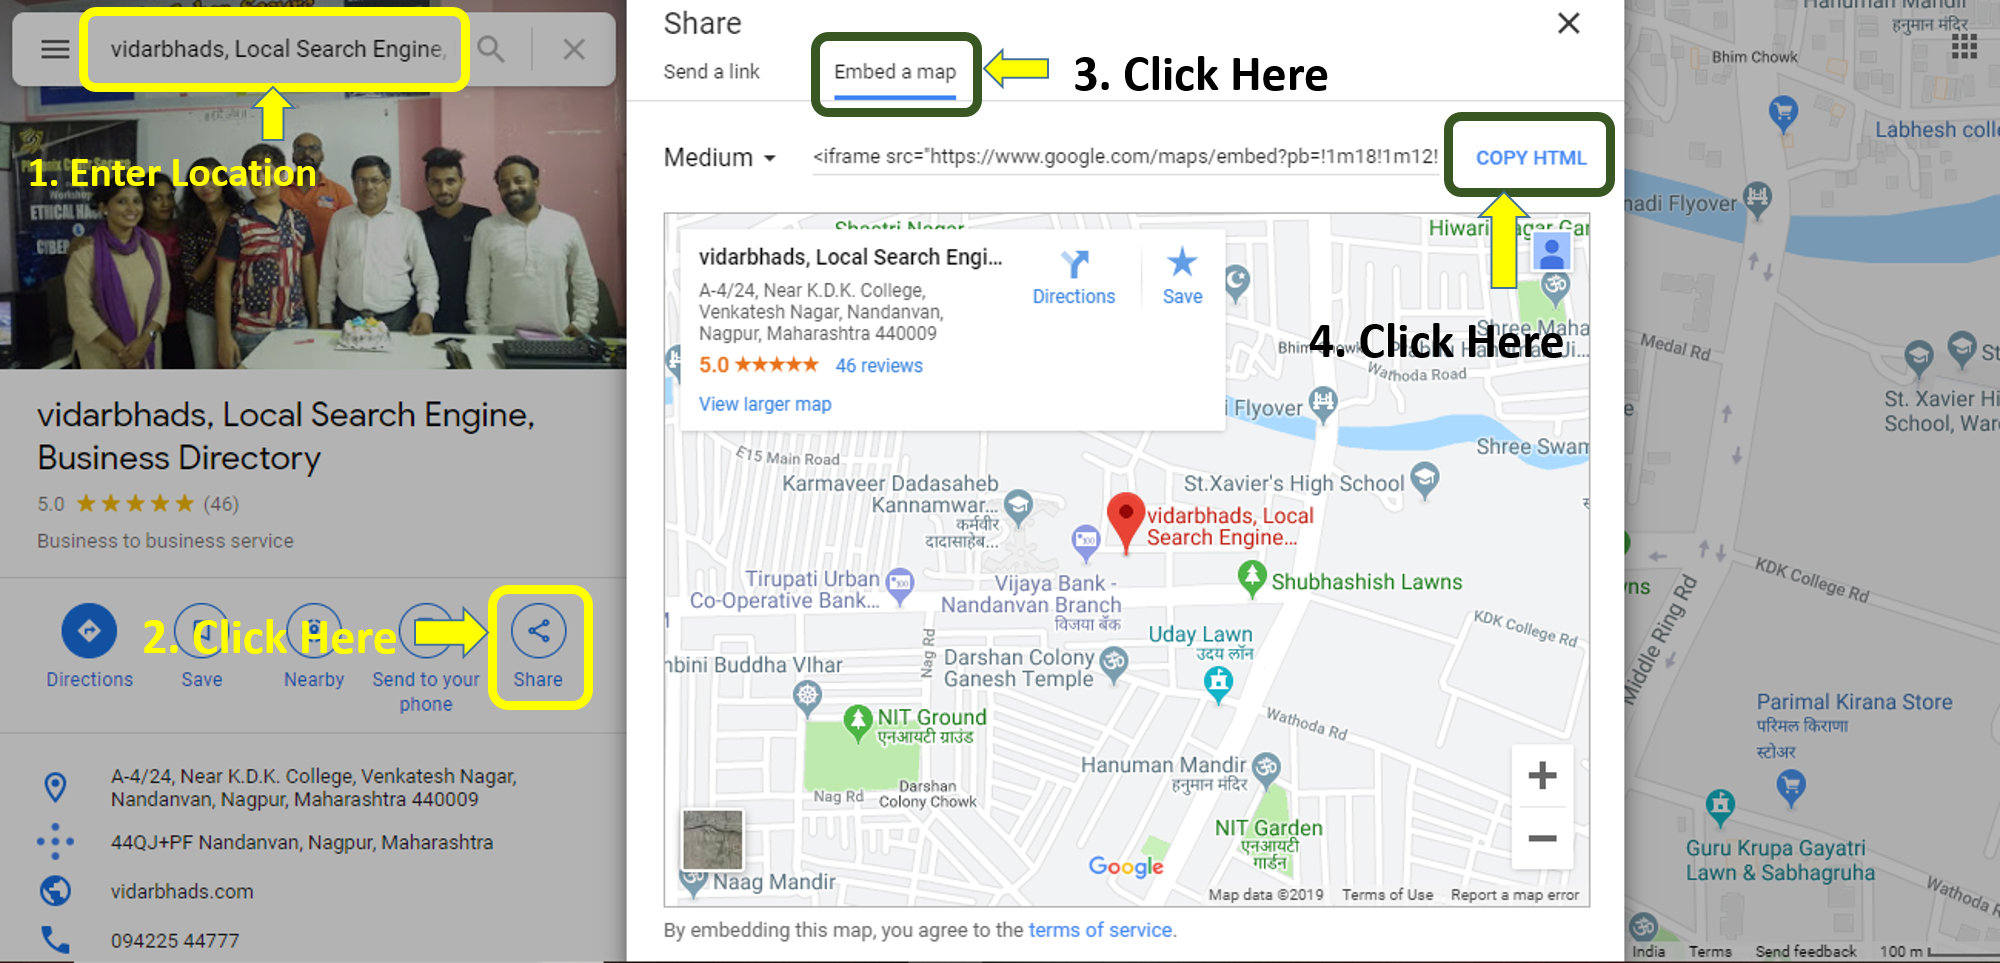 vidarbhads, Local Search Engine,
1. Enter Location
Workshop
ETHICAL HA
&
CYBER
vidarbhads, Local Search Engine,
Business Directory
5.0 ★★★★★ (46)
Business to business service
2. Click Here
Directions
Save
Nearby
Send to your
phone
Share
A-4/24, Near K.D.K. College, Venkatesh Nagar,
Nandanvan, Nagpur, Maharashtra 440009
44QJ+PF Nandanvan, Nagpur, Maharashtra
vidarbhads.com
094225 44777
Share
Send a link
Embed a map
3. Click Here
Medium
<iframe src="https://www.google.com/maps/embed?pb=!1m18!1m12!
COPY HTML
4. Click Here
vidarbhads, Local Search Engi...
A-4/24, Near K.D.K. College,
Venkatesh Nagar, Nandanvan,
Nagpur, Maharashtra 440009
5.0 ★★★★★ 46 reviews
View larger map
Directions
Save
Shastri Nagar
Hiwari Nagar Gar
Shree Maha
Prabhu Hanuman Ji...
Bhim Chowk
Wathoda Road
i Flyover
Shree Swam
E15 Main Road
Karmaveer Dadasaheb
Kannamwar...
कर्मवीर
दादासाहेब...
St.Xavier's High School
vidarbhads, Local
Search Engine...
Tirupati Urban
Co-Operative Bank...
Vijaya Bank -
Nandanvan Branch
विजया बँक
Shubhashish Lawns
KDK College Rd
Uday Lawn
उदय लॉन
Nag Rd
nbini Buddha VIhar
Darshan Colony
Ganesh Temple
NIT Ground
एनआयटी ग्राउंड
Wathoda Rd
Hanuman Mandir
हनुमान मंदिर
Nag Rd
Darshan
Colony Chowk
NIT Garden
एनआयटी
गार्डन
Naag Mandir
Google
Map data ©2019
Terms of Use
Report a map error
By embedding this map, you agree to the terms of service.
Hanuman Mandir
हनुमान मंदिर
Bhim Chowk
Labhesh colle
nadi Flyover
Medal Rd
St
St. Xavier Hi
School, Ward
e
KDK College Rd
ns
Middle Ring Rd
Parimal Kirana Store
परिमल किराणा
स्टोअर
Guru Krupa Gayatri
Lawn & Sabhagruha
Wathoda R
India
Terms
Send feedback
100 m